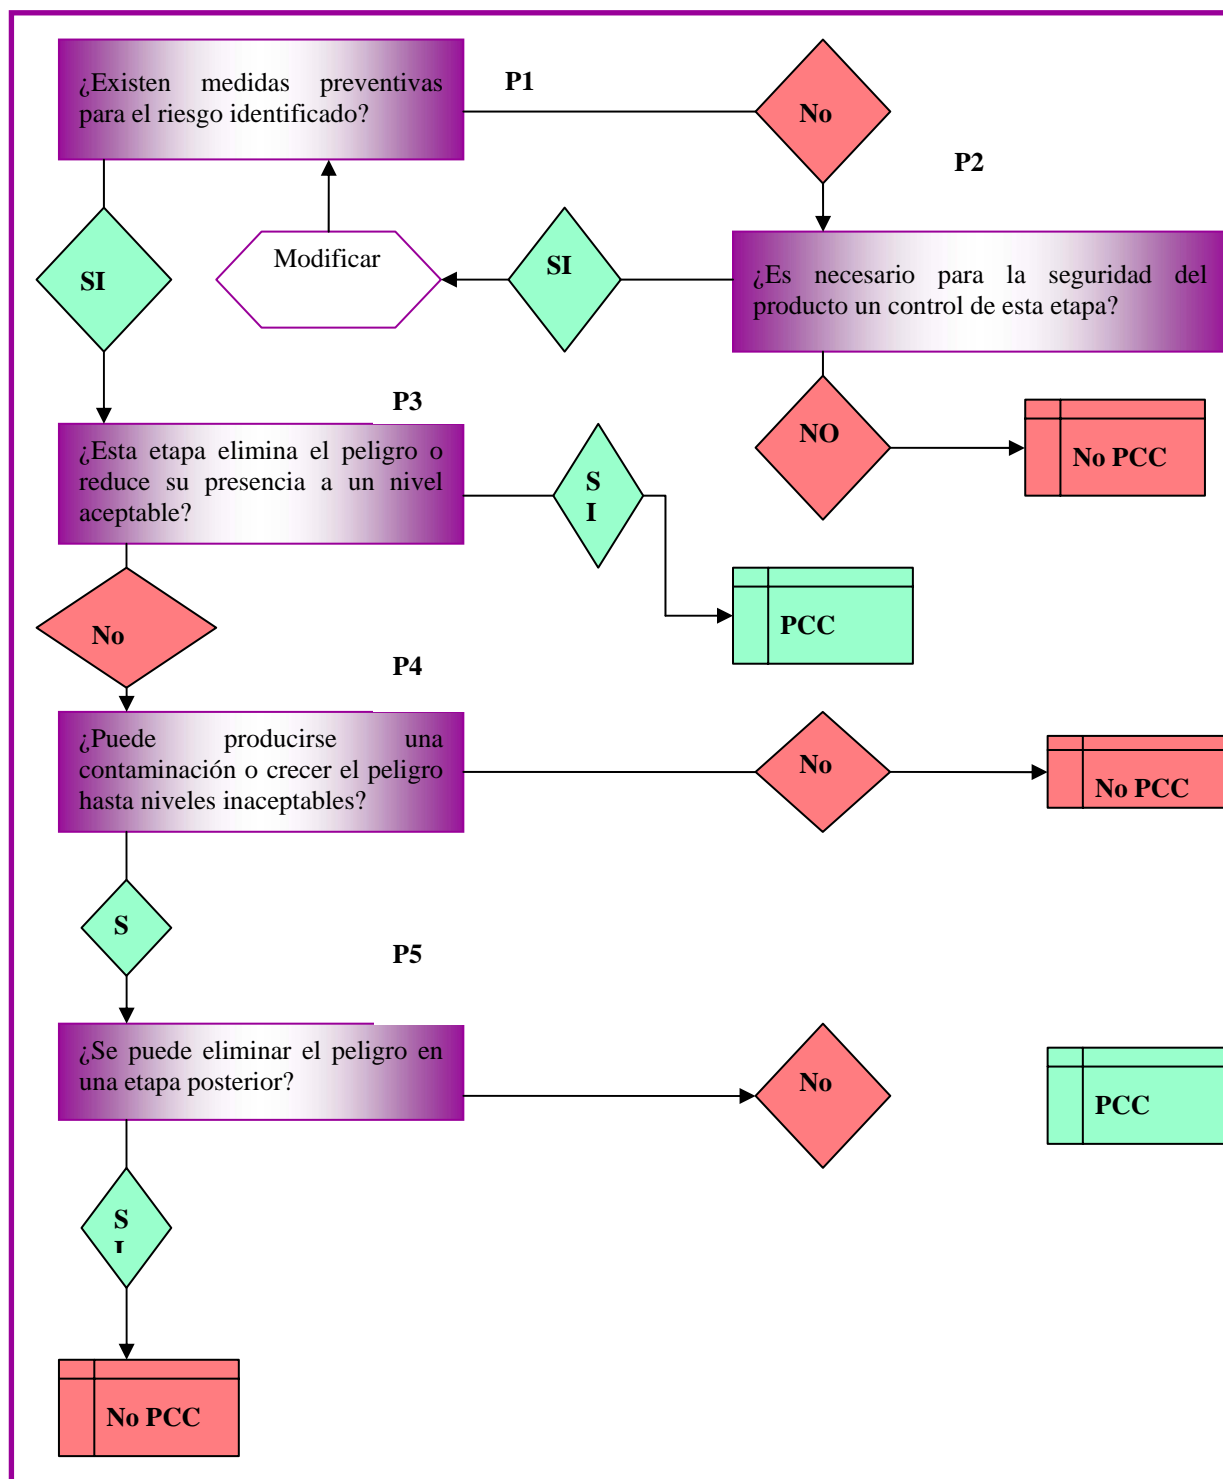 ¿Existen medidas preventivas
para el riesgo identificado?
P1
No
P2
SI
Modificar
SI
¿Es necesario para la seguridad del
producto un control de esta etapa?
P3
¿Esta etapa elimina el peligro o
reduce su presencia a un nivel
aceptable?
S
I
NO
No PCC
PCC
No
P4
¿Puede producirse una
contaminación o crecer el peligro
hasta niveles inaceptables?
No
No PCC
S
P5
¿Se puede eliminar el peligro en
una etapa posterior?
No
PCC
S
I
No PCC